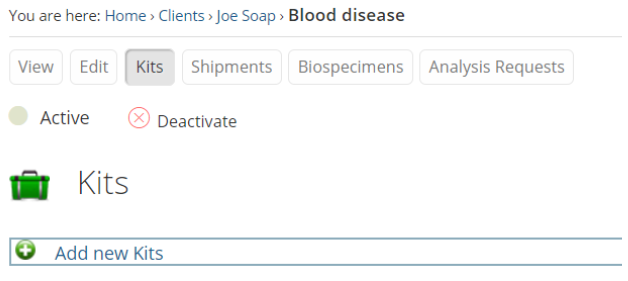 You are here: Home › Clients › Joe Soap › Blood disease
View Edit Kits Shipments Biospecimens Analysis Requests
Active Deactivate
Kits
Add new Kits